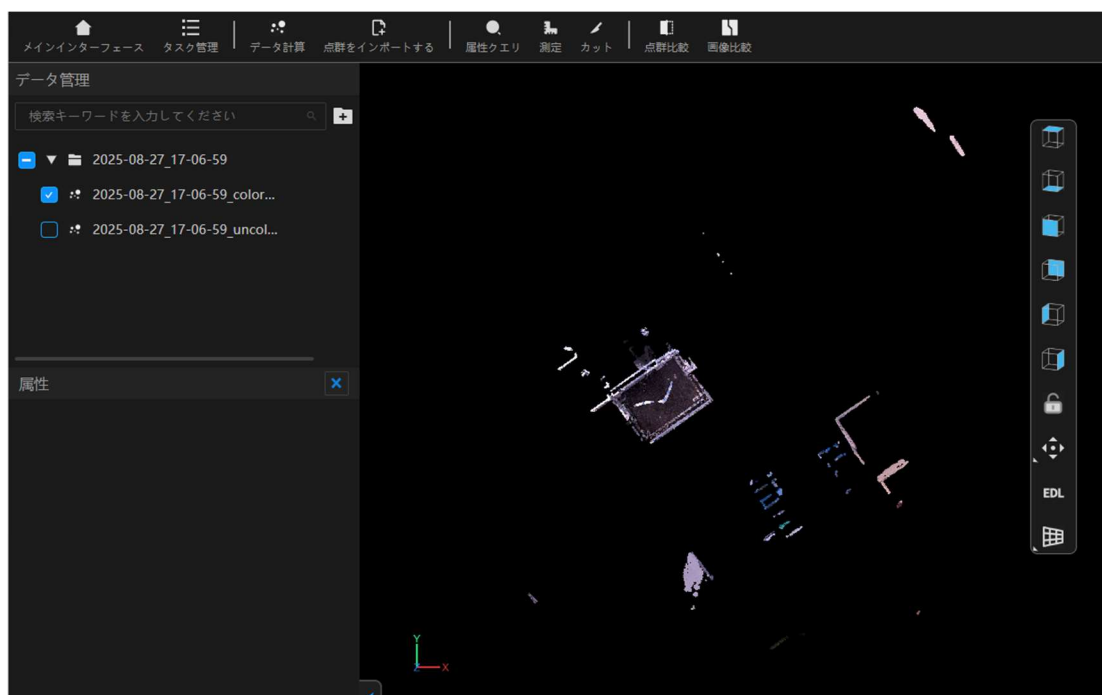 メインインターフェース タスク管理 データ計算 点群をインポートする 属性クエリ 測定 カット 点群比較 画像比較
データ管理
検索キーワードを入力してください
2025-08-27_17-06-59
2025-08-27_17-06-59_color...
2025-08-27_17-06-59_uncol...
属性
EDL
Y
Z X